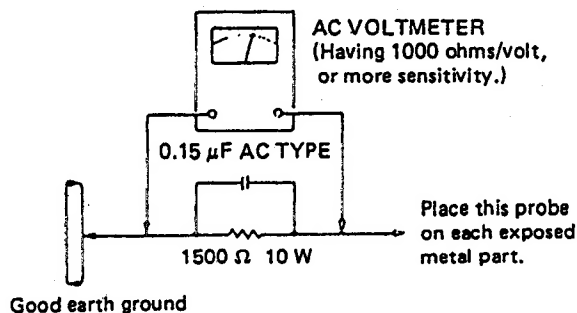 AC VOLTMETER
(Having 1000 ohms/volt,
or more sensitivity.)
0.15 µF AC TYPE
1500 Ω 10 W
Place this probe
on each exposed
metal part.
Good earth ground